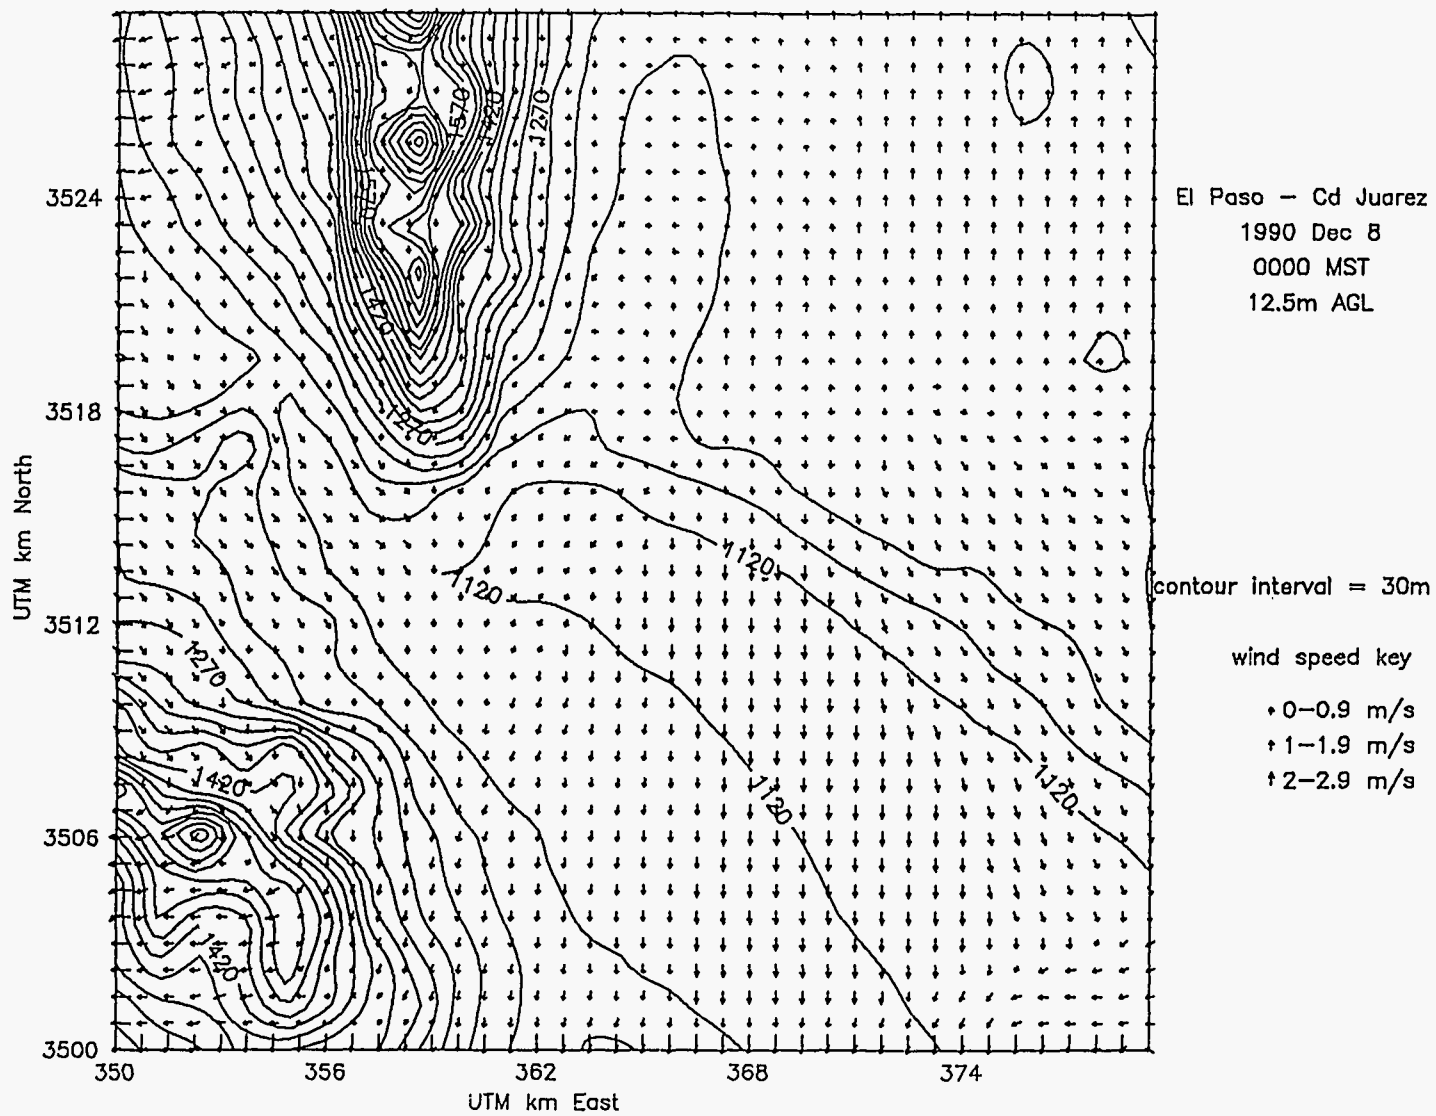 1570
1420
1270
1570
3524
El Paso – Cd Juarez
1990 Dec 8
0000 MST
12.5m AGL
1420
3518
1270
UTM km North
1120
1120
contour interval = 30m
3512
1270
wind speed key
0–0.9 m/s
1–1.9 m/s
2–2.9 m/s
1420
1120
1120
3506
1420
3500
350
356
362
368
374
UTM km East